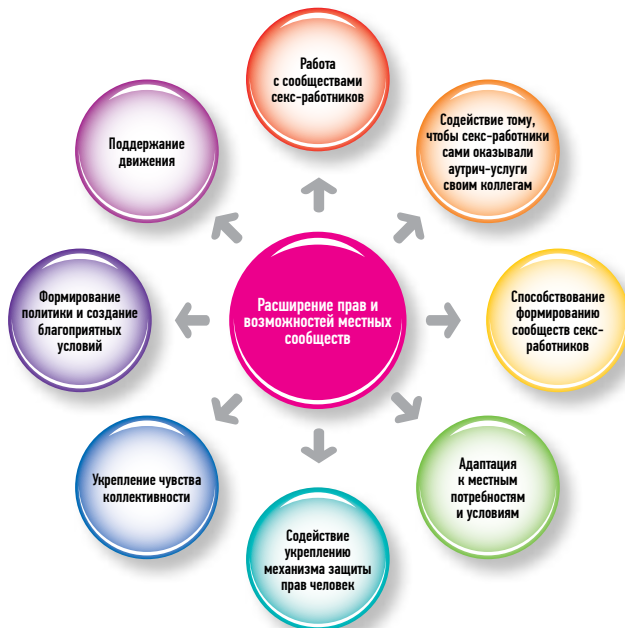 Работа
с сообществами
секс-работников
Содействие тому,
чтобы секс-работники
сами оказывали
аутрич-услуги
своим коллегам
Способствование
формированию
сообществ секс-
работников
Адаптация
к местным
потребностям
и условиям
Содействие
укреплению
механизма защиты
прав человек
Укрепление чувства
коллективности
Формирование
политики и создание
благоприятных
условий
Поддержание
движения
Расширение прав и
возможностей местных
сообществ